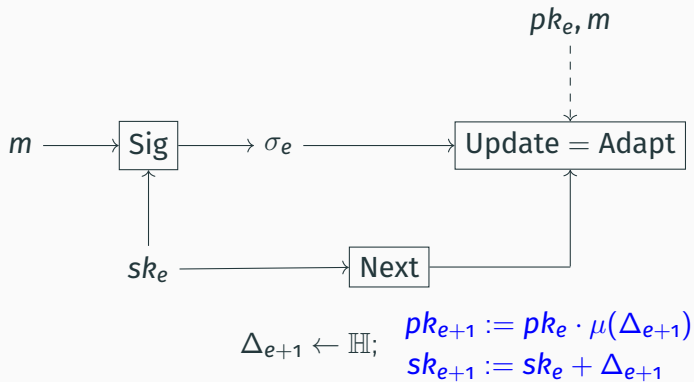 pk_e, m
m Sig σ_e Update = Adapt
sk_e Next
Δ_{e+1} ← ℍ; pk_{e+1} := pk_e · μ(Δ_{e+1})
sk_{e+1} := sk_e + Δ_{e+1}